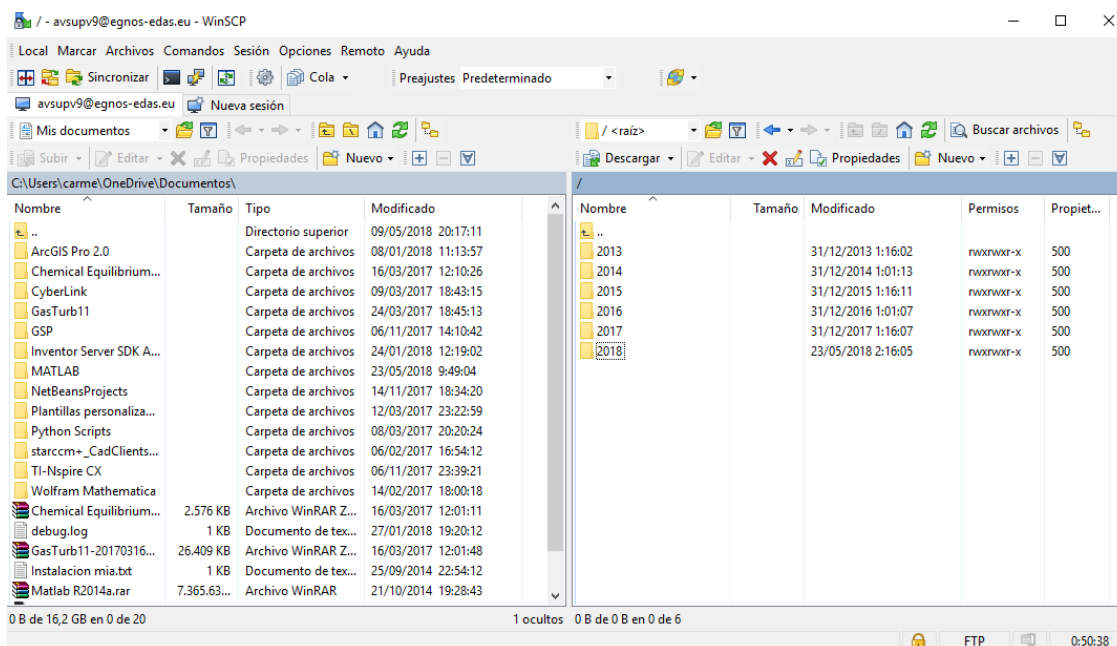 / - avsupv9@egnos-edas.eu - WinSCP
Local Marcar Archivos Comandos Sesión Opciones Remoto Ayuda
Sincronizar Cola Preajustes Predeterminado
avsupv9@egnos-edas.eu Nueva sesión
Mis documentos / <raíz> Buscar archivos
Subir Editar Propiedades Nuevo Descargar Editar Propiedades Nuevo
C:\Users\carme\OneDrive\Documentos\ /
Nombre Tamaño Tipo Modificado Nombre Tamaño Modificado Permisos Propiet...
.. Directorio superior 09/05/2018 20:17:11 ..
ArcGIS Pro 2.0 Carpeta de archivos 08/01/2018 11:13:57 2013 31/12/2013 1:16:02 rwxrwxr-x 500
Chemical Equilibrium... Carpeta de archivos 16/03/2017 12:10:26 2014 31/12/2014 1:01:13 rwxrwxr-x 500
CyberLink Carpeta de archivos 09/03/2017 18:43:15 2015 31/12/2015 1:16:11 rwxrwxr-x 500
GasTurb11 Carpeta de archivos 24/03/2017 18:45:13 2016 31/12/2016 1:01:07 rwxrwxr-x 500
GSP Carpeta de archivos 06/11/2017 14:10:42 2017 31/12/2017 1:16:07 rwxrwxr-x 500
Inventor Server SDK A... Carpeta de archivos 24/01/2018 12:19:02 2018 23/05/2018 2:16:05 rwxrwxr-x 500
MATLAB Carpeta de archivos 23/05/2018 9:49:04
NetBeansProjects Carpeta de archivos 14/11/2017 18:34:20
Plantillas personaliza... Carpeta de archivos 12/03/2017 23:22:59
Python Scripts Carpeta de archivos 08/03/2017 20:20:24
starccm+_CadClients... Carpeta de archivos 06/02/2017 16:54:12
TI-Nspire CX Carpeta de archivos 06/11/2017 23:39:21
Wolfram Mathematica Carpeta de archivos 14/02/2017 18:00:18
Chemical Equilibrium... 2.576 KB Archivo WinRAR Z... 16/03/2017 12:01:11
debug.log 1 KB Documento de tex... 27/01/2018 19:20:12
GasTurb11-20170316... 26.409 KB Archivo WinRAR Z... 16/03/2017 12:01:48
Instalacion mia.txt 1 KB Documento de tex... 25/09/2014 22:54:12
Matlab R2014a.rar 7.365.63... Archivo WinRAR 21/10/2014 19:28:43
0 B de 16,2 GB en 0 de 20 1 ocultos 0 B de 0 B en 0 de 6
FTP 0:50:38